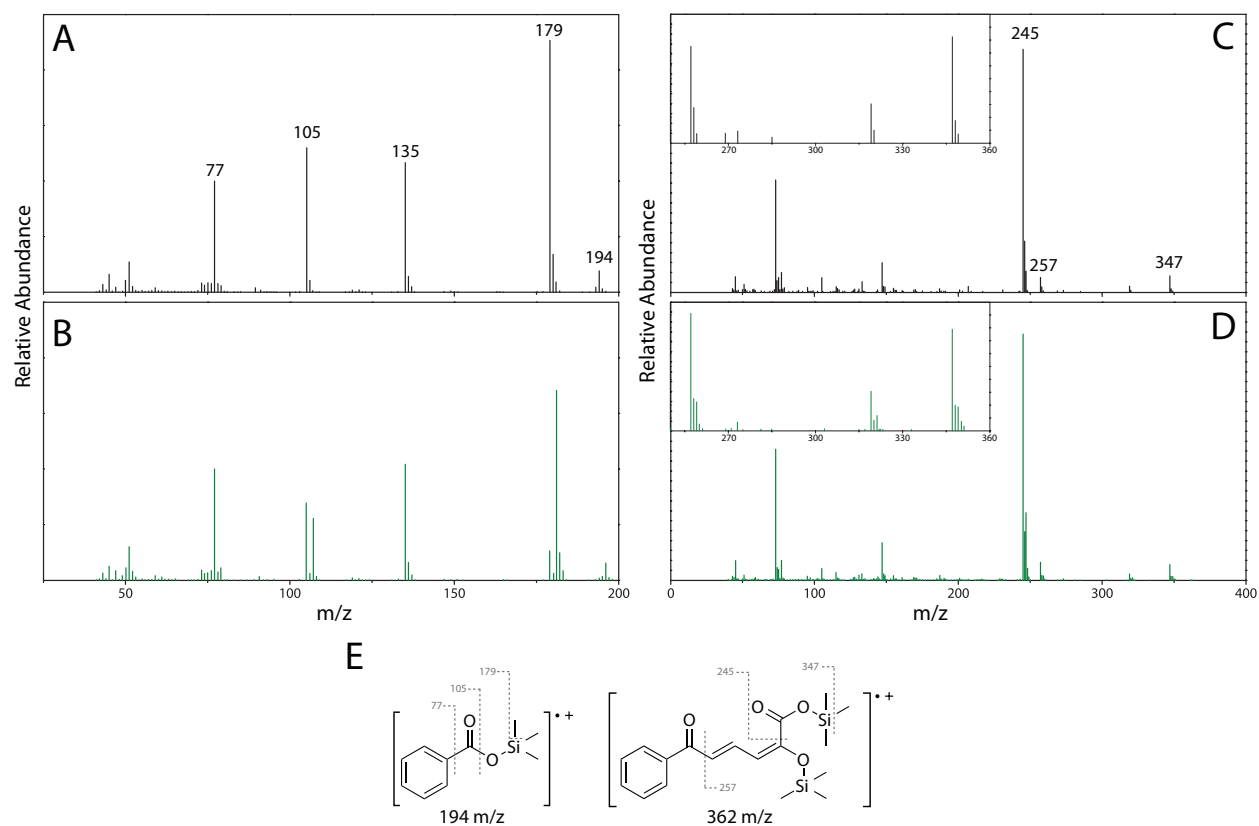 A
179
105
135
77
194
C
245
257
347
270
300
330
360
Relative Abundance
B
50
100
150
200
m/z
D
270
300
330
360
Relative Abundance
0
100
200
300
400
m/z
E
179
105
77
O
O
Si
• +
194 m/z
245
347
O
O
O
Si
O
Si
257
• +
362 m/z